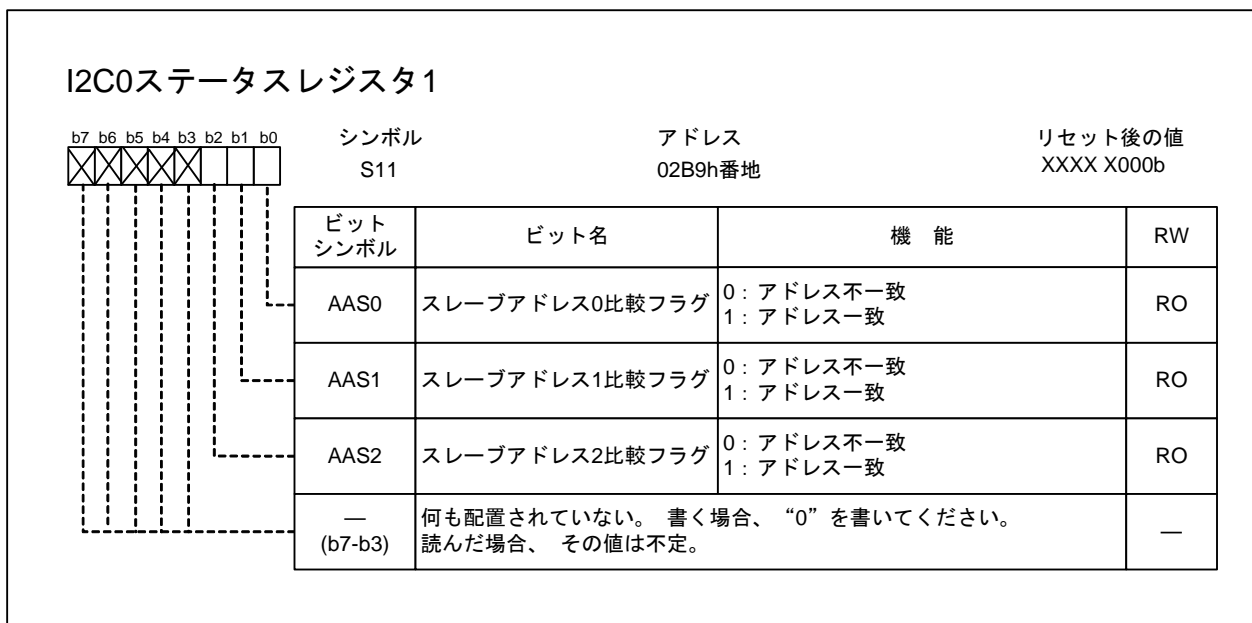 I2C0ステータスレジスタ1
b7 b6 b5 b4 b3 b2 b1 b0
シンボル アドレス リセット後の値
S11 02B9h番地 XXXX X000b
ビット
シンボル
ビット名
機 能
RW
AAS0
スレーブアドレス0比較フラグ
0：アドレス不一致
1：アドレス一致
RO
AAS1
スレーブアドレス1比較フラグ
0：アドレス不一致
1：アドレス一致
RO
AAS2
スレーブアドレス2比較フラグ
0：アドレス不一致
1：アドレス一致
RO
—
(b7-b3)
何も配置されていない。 書く場合、“0”を書いてください。
読んだ場合、 その値は不定。
—